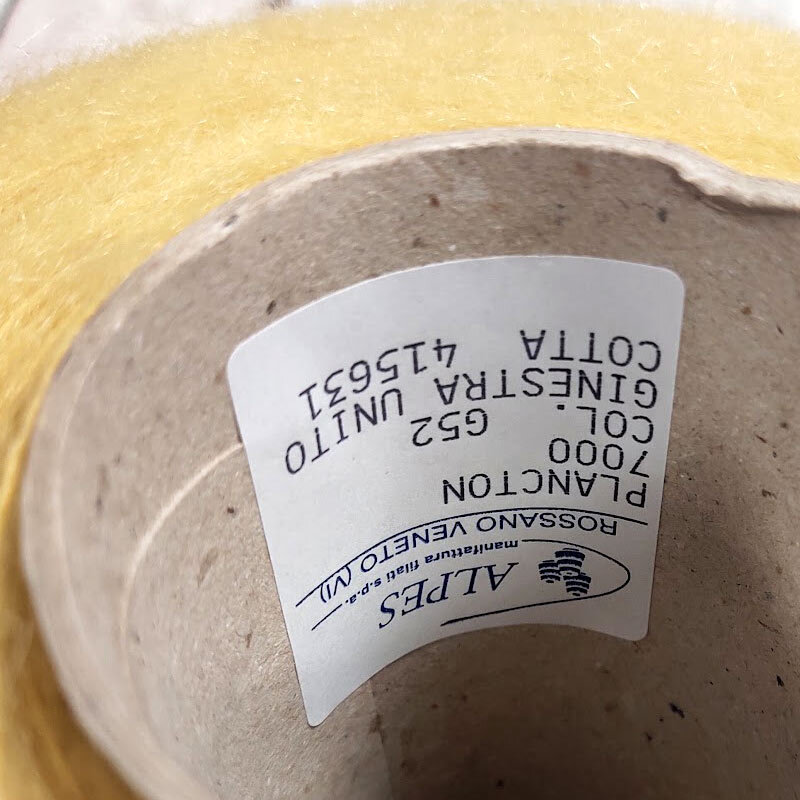 ALPES
manifattura filati s.p.a.
ROSSANO VENETO (VI)
PLANCTON
7000
COL. G52 UNITO
GINESTRA
COTTA 415631